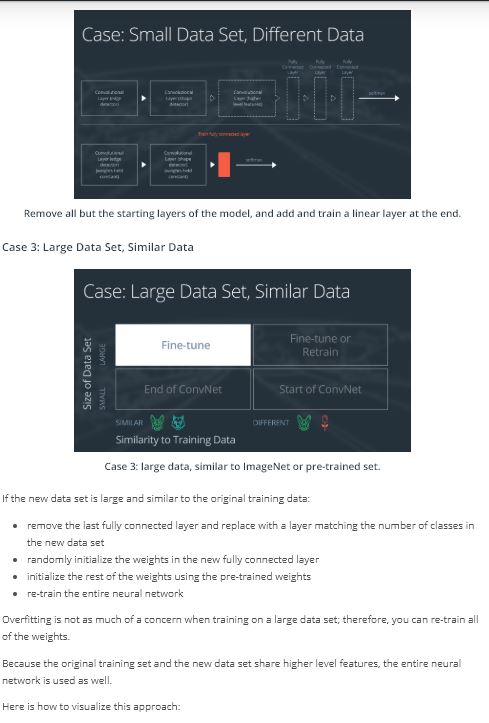 Case: Small Data Set, Different Data
Fully
Connected
Layer
Fully
Connected
Layer
Fully
Connected
Layer
Convolutional
Layer (edge
detector)
Convolutional
Layer (shape
detector)
Convolutional
Layer (higher
level features)
softmax
Train fully connected layer
Convolutional
Layer (edge
detector)
(weights held
constant)
Convolutional
Layer (shape
detector)
(weights held
constant)
softmax
Remove all but the starting layers of the model, and add and train a linear layer at the end.
Case 3: Large Data Set, Similar Data
Case: Large Data Set, Similar Data
Size of Data Set
LARGE
SMALL
Fine-tune
Fine-tune or
Retrain
End of ConvNet
Start of ConvNet
SIMILAR
DIFFERENT
Similarity to Training Data
Case 3: large data, similar to ImageNet or pre-trained set.
If the new data set is large and similar to the original training data:
• remove the last fully connected layer and replace with a layer matching the number of classes in
the new data set
• randomly initialize the weights in the new fully connected layer
• initialize the rest of the weights using the pre-trained weights
• re-train the entire neural network
Overfitting is not as much of a concern when training on a large data set; therefore, you can re-train all
of the weights.
Because the original training set and the new data set share higher level features, the entire neural
network is used as well.
Here is how to visualize this approach: